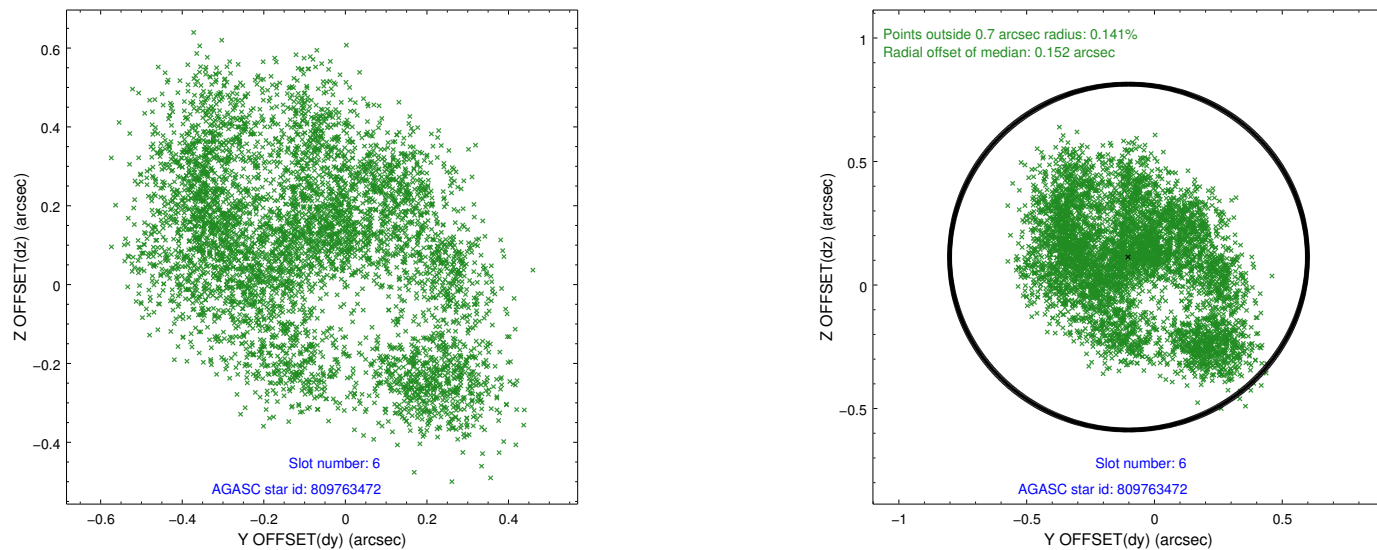 0.6
0.4
0.2
0
−0.2
−0.4
Z OFFSET(dz) (arcsec)
Slot number: 6
AGASC star id: 809763472
−0.6
−0.4
−0.2
0
0.2
0.4
Y OFFSET(dy) (arcsec)
Points outside 0.7 arcsec radius: 0.141%
Radial offset of median: 0.152 arcsec
1
0.5
0
−0.5
Z OFFSET(dz) (arcsec)
Slot number: 6
AGASC star id: 809763472
−1
−0.5
0
0.5
Y OFFSET(dy) (arcsec)